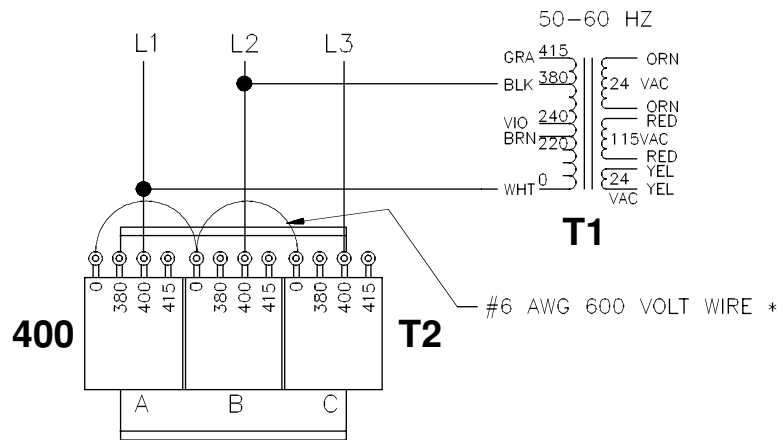 50-60 HZ
L1 L2 L3
GRA 415 ORN
BLK 380 24 VAC
ORN
VIO 240 RED
BRN 220 115VAC
RED
YEL
WHT 0 24 YEL
VAC
T1
0 380 400 415 0 380 400 415 0 380 400 415
#6 AWG 600 VOLT WIRE *
400 T2
A B C